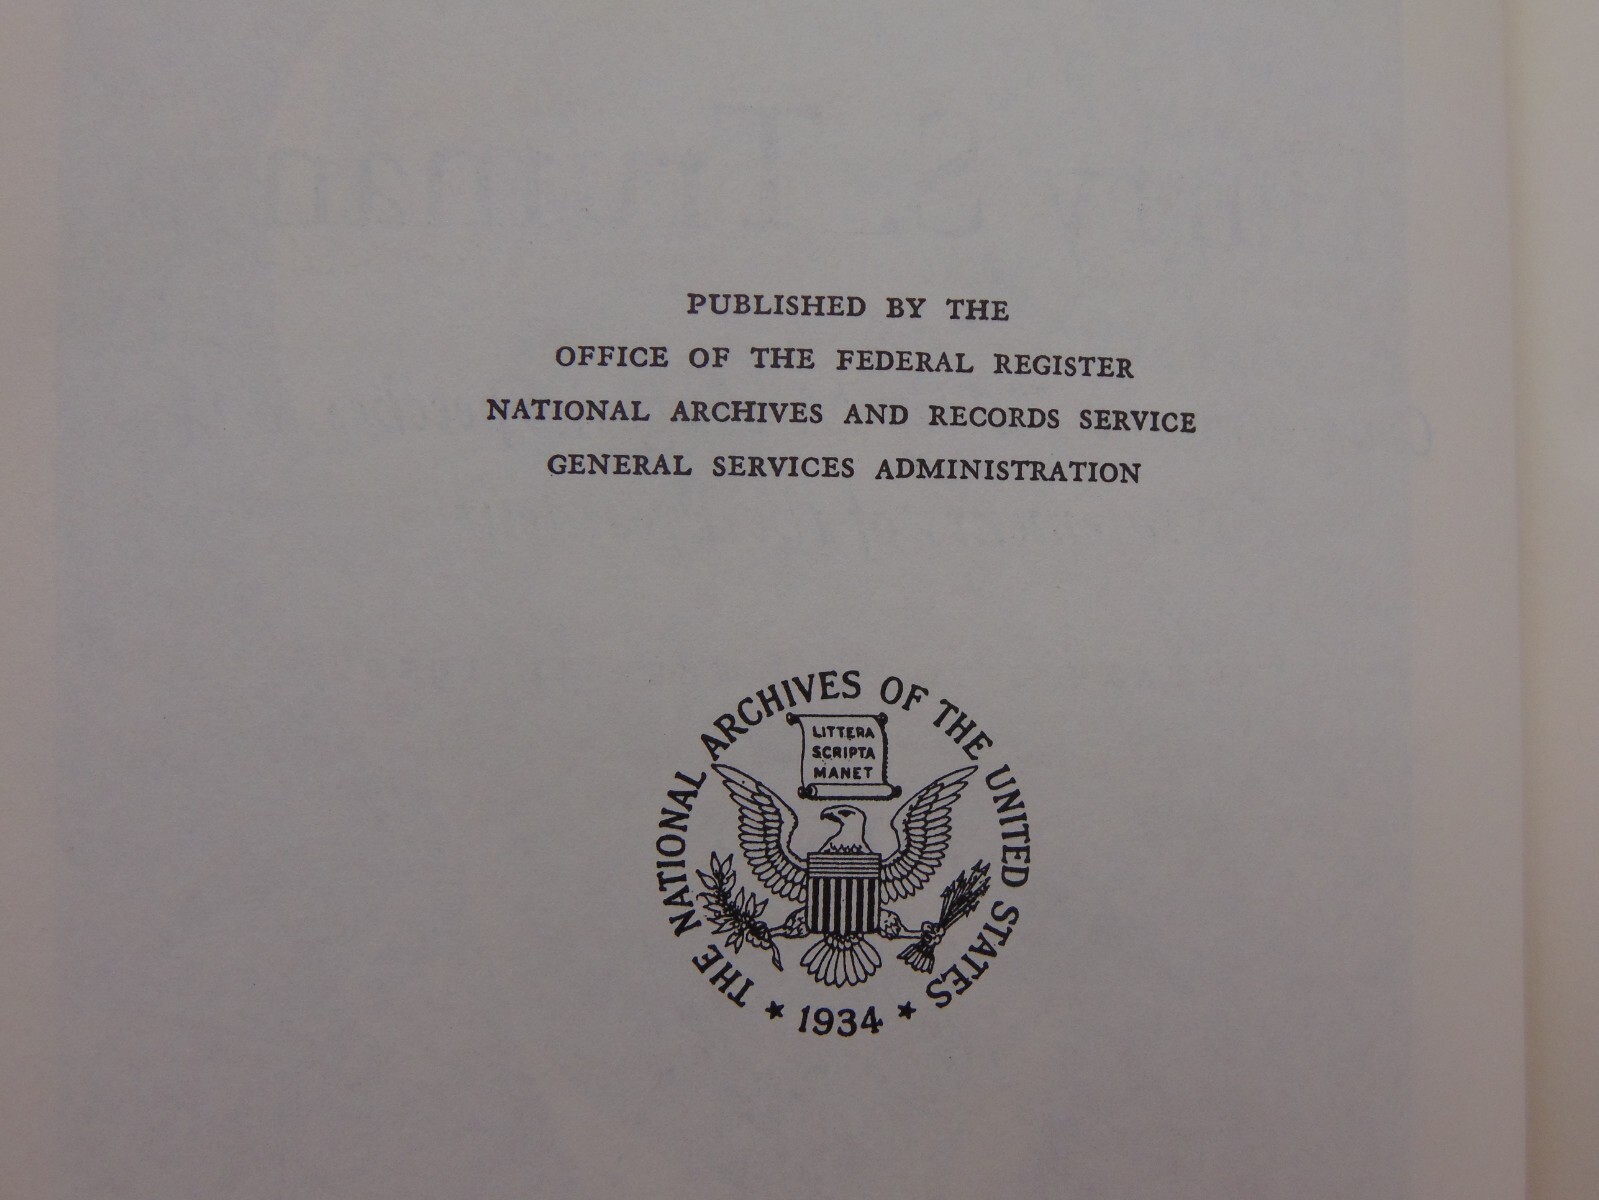 PUBLISHED BY THE
OFFICE OF THE FEDERAL REGISTER
NATIONAL ARCHIVES AND RECORDS SERVICE
GENERAL SERVICES ADMINISTRATION
THE NATIONAL ARCHIVES OF THE UNITED STATES
LITTERA
SCRIPTA
MANET
★ 1934 ★